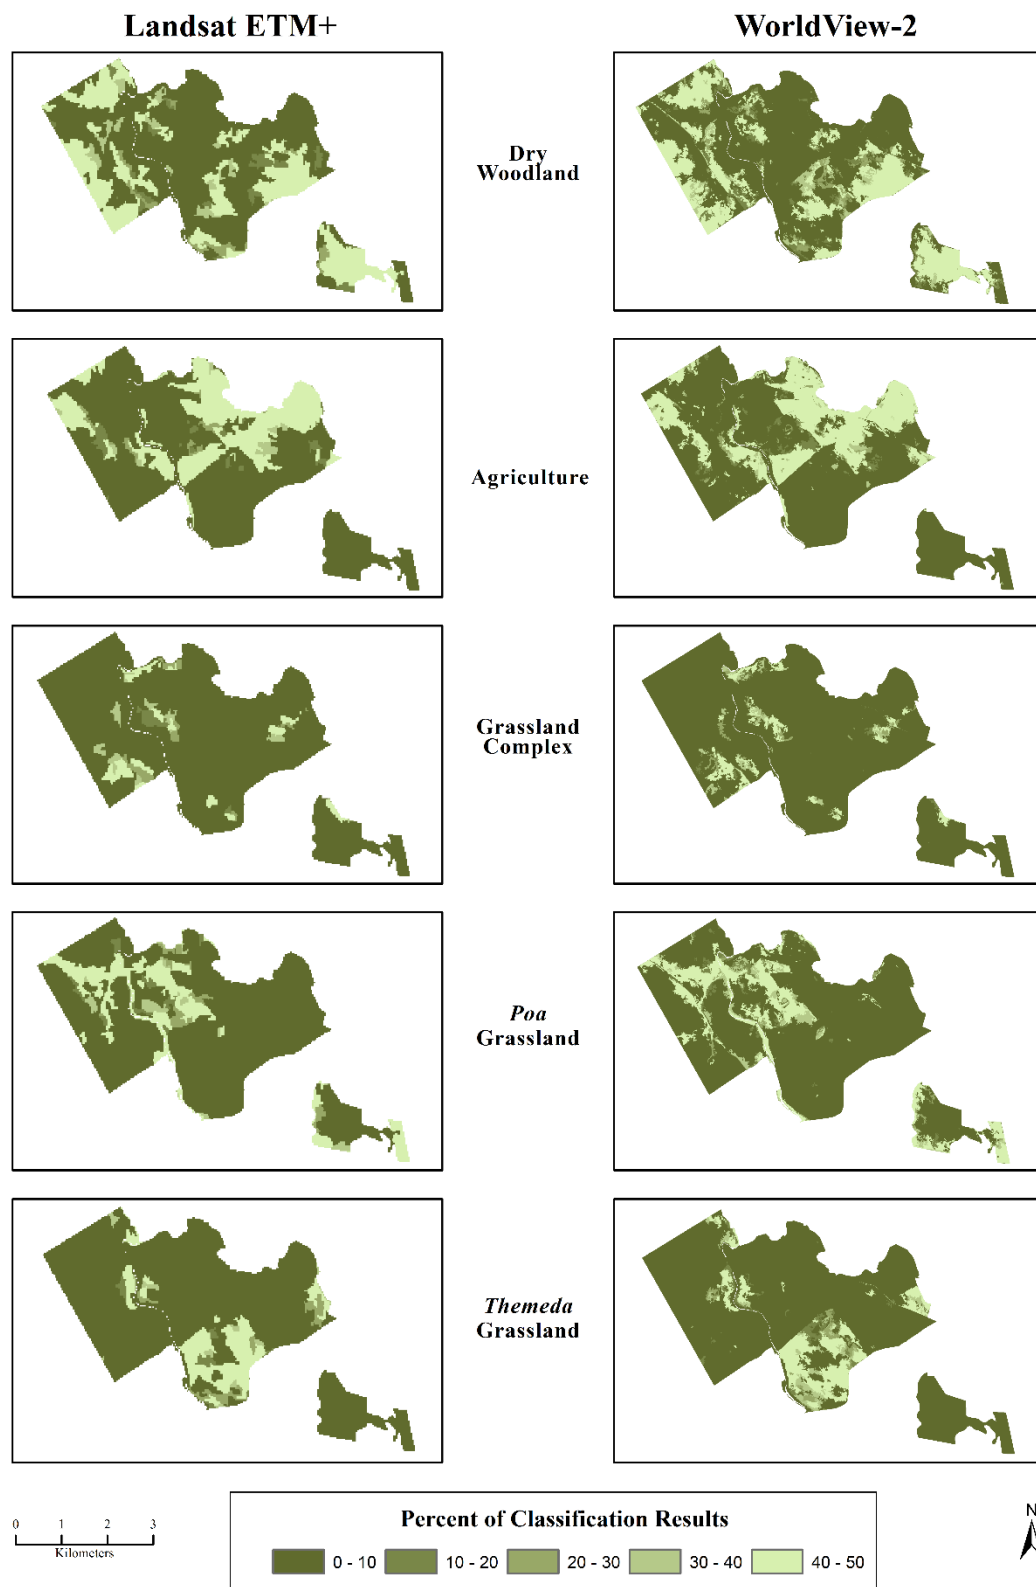 Landsat ETM+
WorldView-2
Dry
Woodland
Agriculture
Grassland
Complex
Poa
Grassland
Themeda
Grassland
0 1 2 3
Kilometers
Percent of Classification Results
0 - 10
10 - 20
20 - 30
30 - 40
40 - 50
N